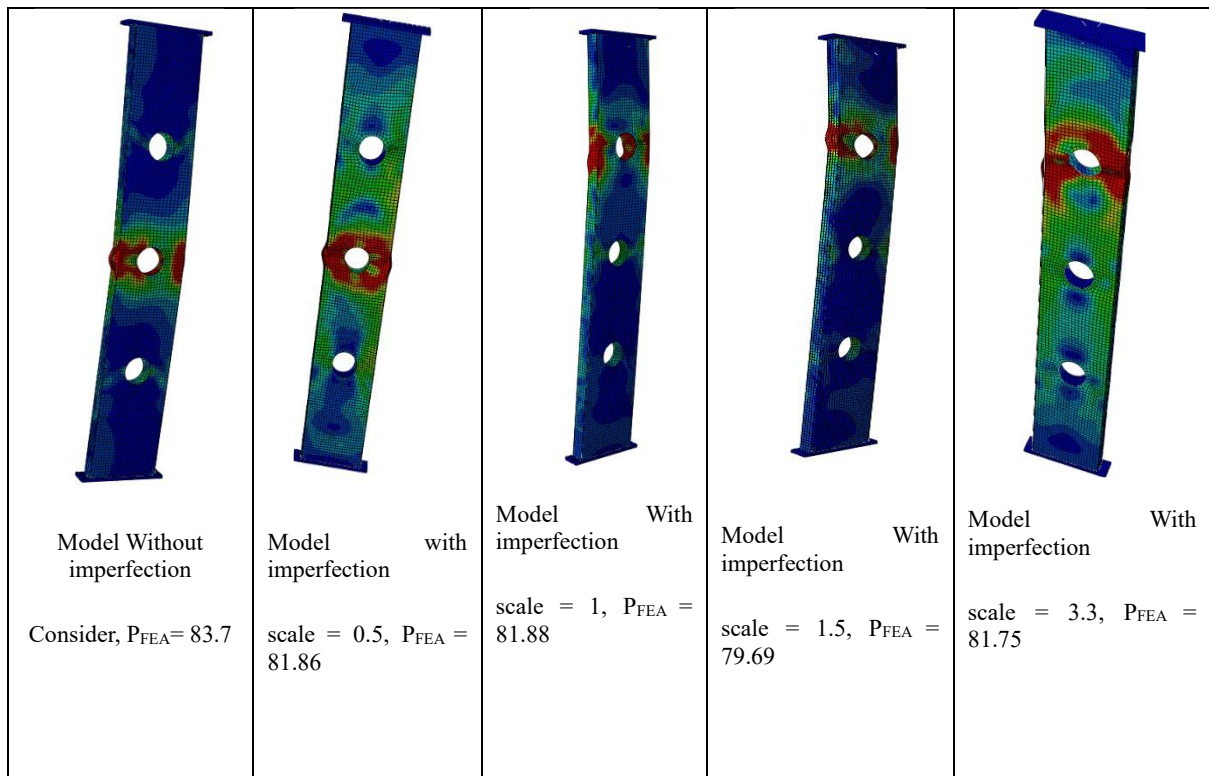 Model Without
imperfection
Consider, PFEA= 83.7
Model with
imperfection
scale = 0.5, PFEA =
81.86
Model With
imperfection
scale = 1, PFEA =
81.88
Model With
imperfection
scale = 1.5, PFEA =
79.69
Model With
imperfection
scale = 3.3, PFEA =
81.75